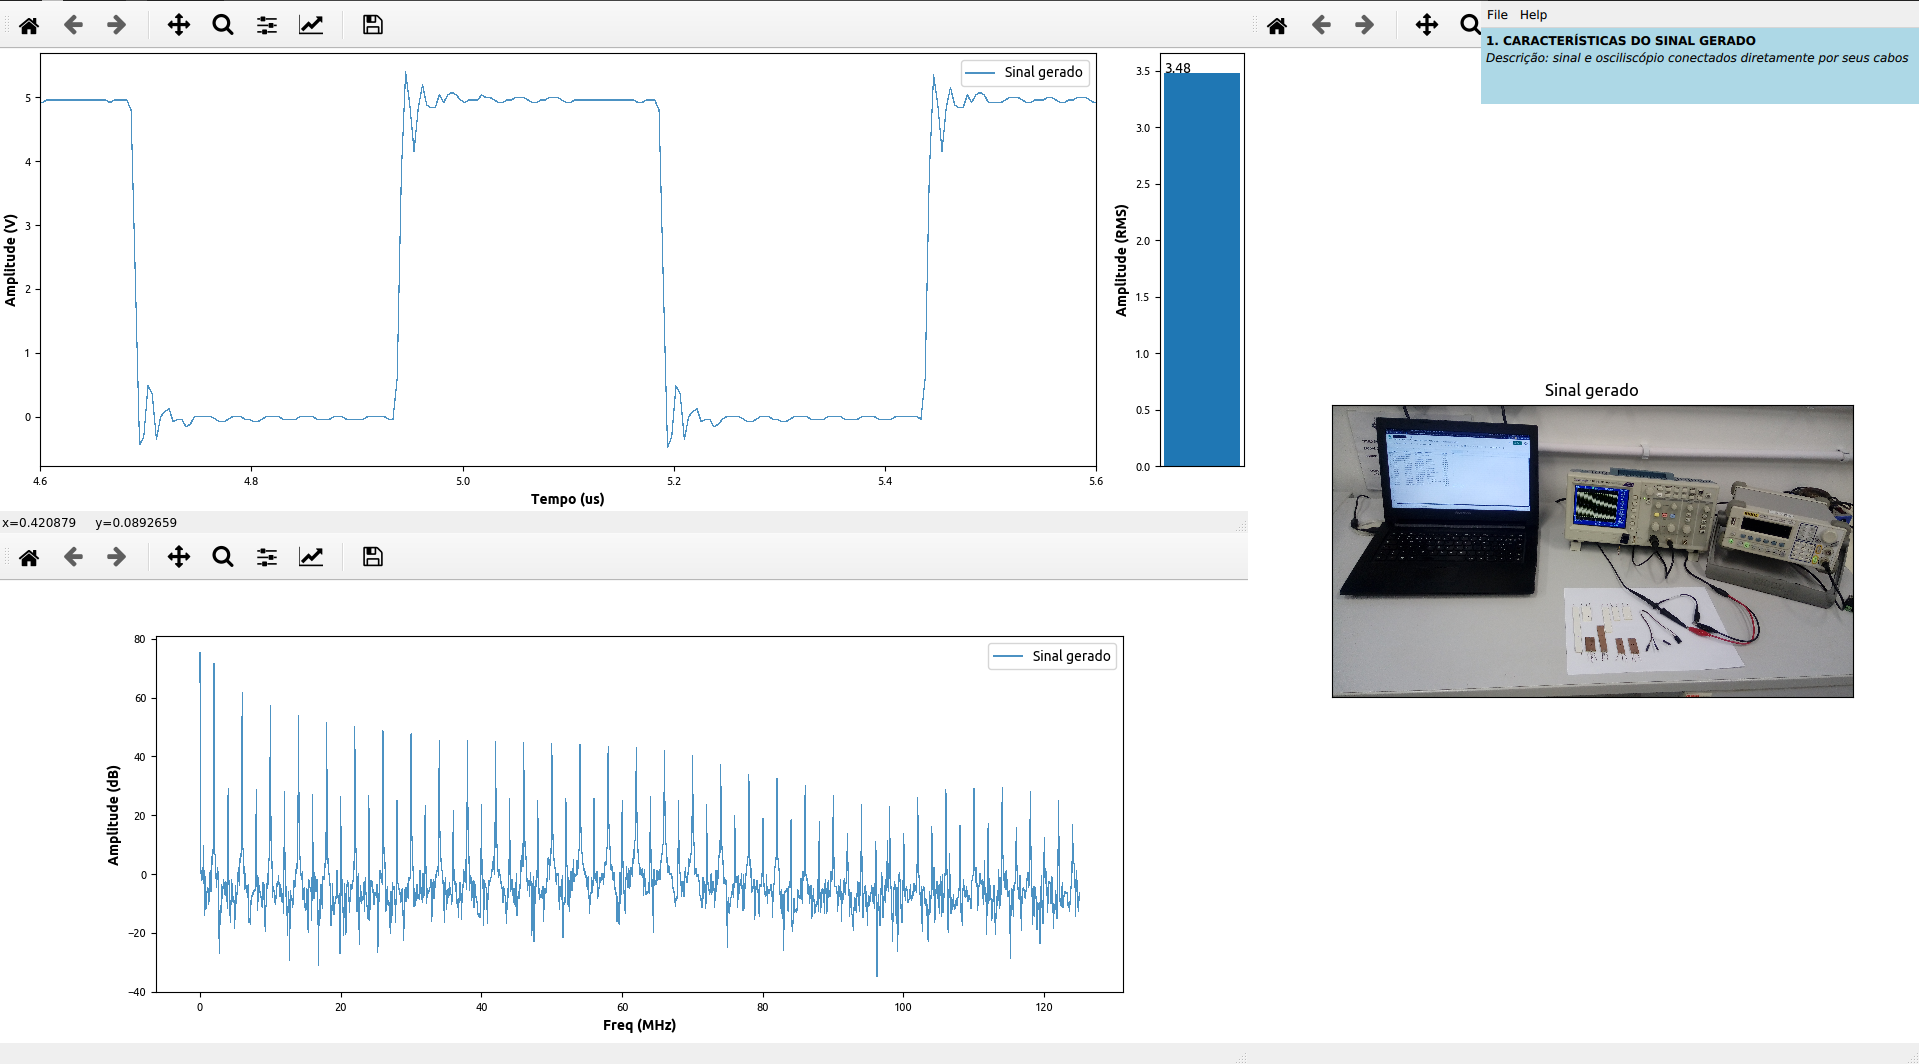 File Help
1. CARACTERÍSTICAS DO SINAL GERADO
Descrição: sinal e osciliscópio conectados diretamente por seus cabos
Sinal gerado
Amplitude (V)
5
4
3
2
1
0
4.6 4.8 5.0 5.2 5.4 5.6
Tempo (us)
3.48
Amplitude (RMS)
3.5
3.0
2.5
2.0
1.5
1.0
0.5
0.0
x=0.420879 y=0.0892659
Sinal gerado
Sinal gerado
Amplitude (dB)
80
60
40
20
0
−20
−40
0 20 40 60 80 100 120
Freq (MHz)